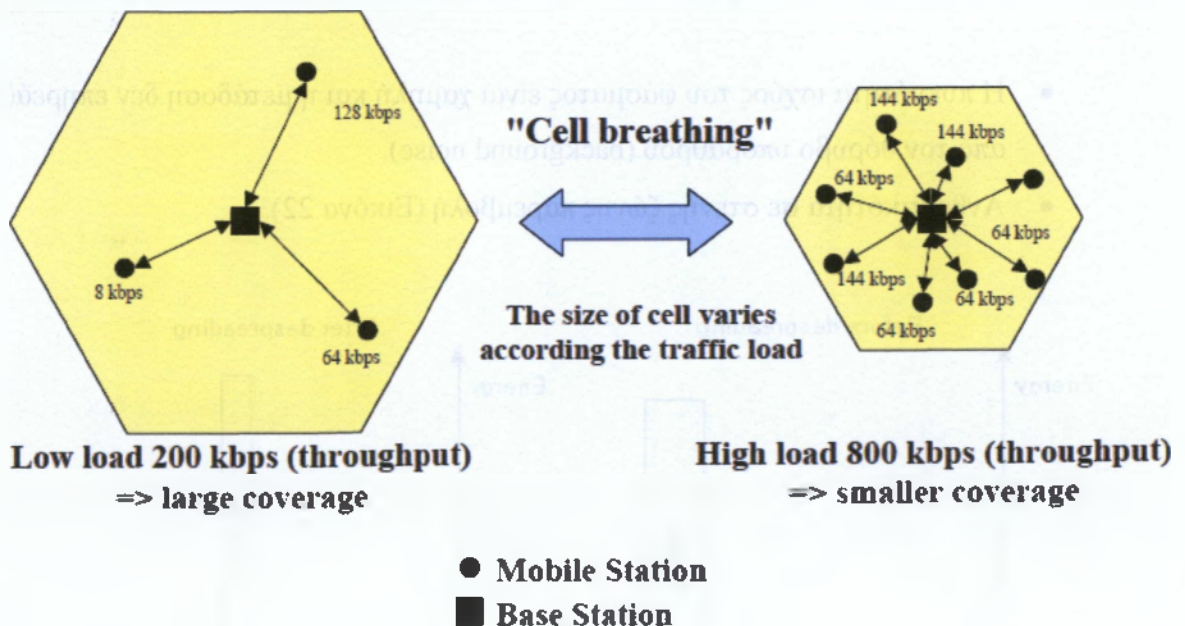 128 kbps
8 kbps
64 kbps
"Cell breathing"
The size of cell varies
according the traffic load
144 kbps
144 kbps
64 kbps
64 kbps
144 kbps
64 kbps
64 kbps
Low load 200 kbps (throughput)
=> large coverage
High load 800 kbps (throughput)
=> smaller coverage
Mobile Station
Base Station